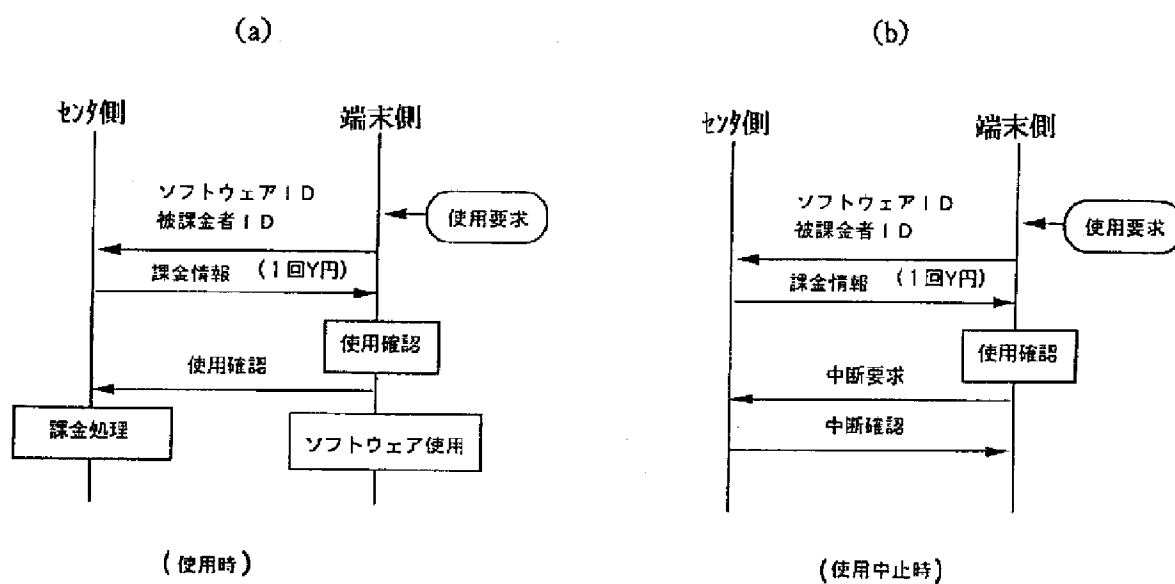 (a)
ｾﾝﾀ側
端末側
ソフトウェアＩＤ
被課金者ＩＤ
使用要求
課金情報 (１回Y円)
使用確認
使用確認
課金処理
ソフトウェア使用
(使用時)
(b)
ｾﾝﾀ側
端末側
ソフトウェアＩＤ
被課金者ＩＤ
使用要求
課金情報 (１回Y円)
使用確認
中断要求
中断確認
(使用中止時)